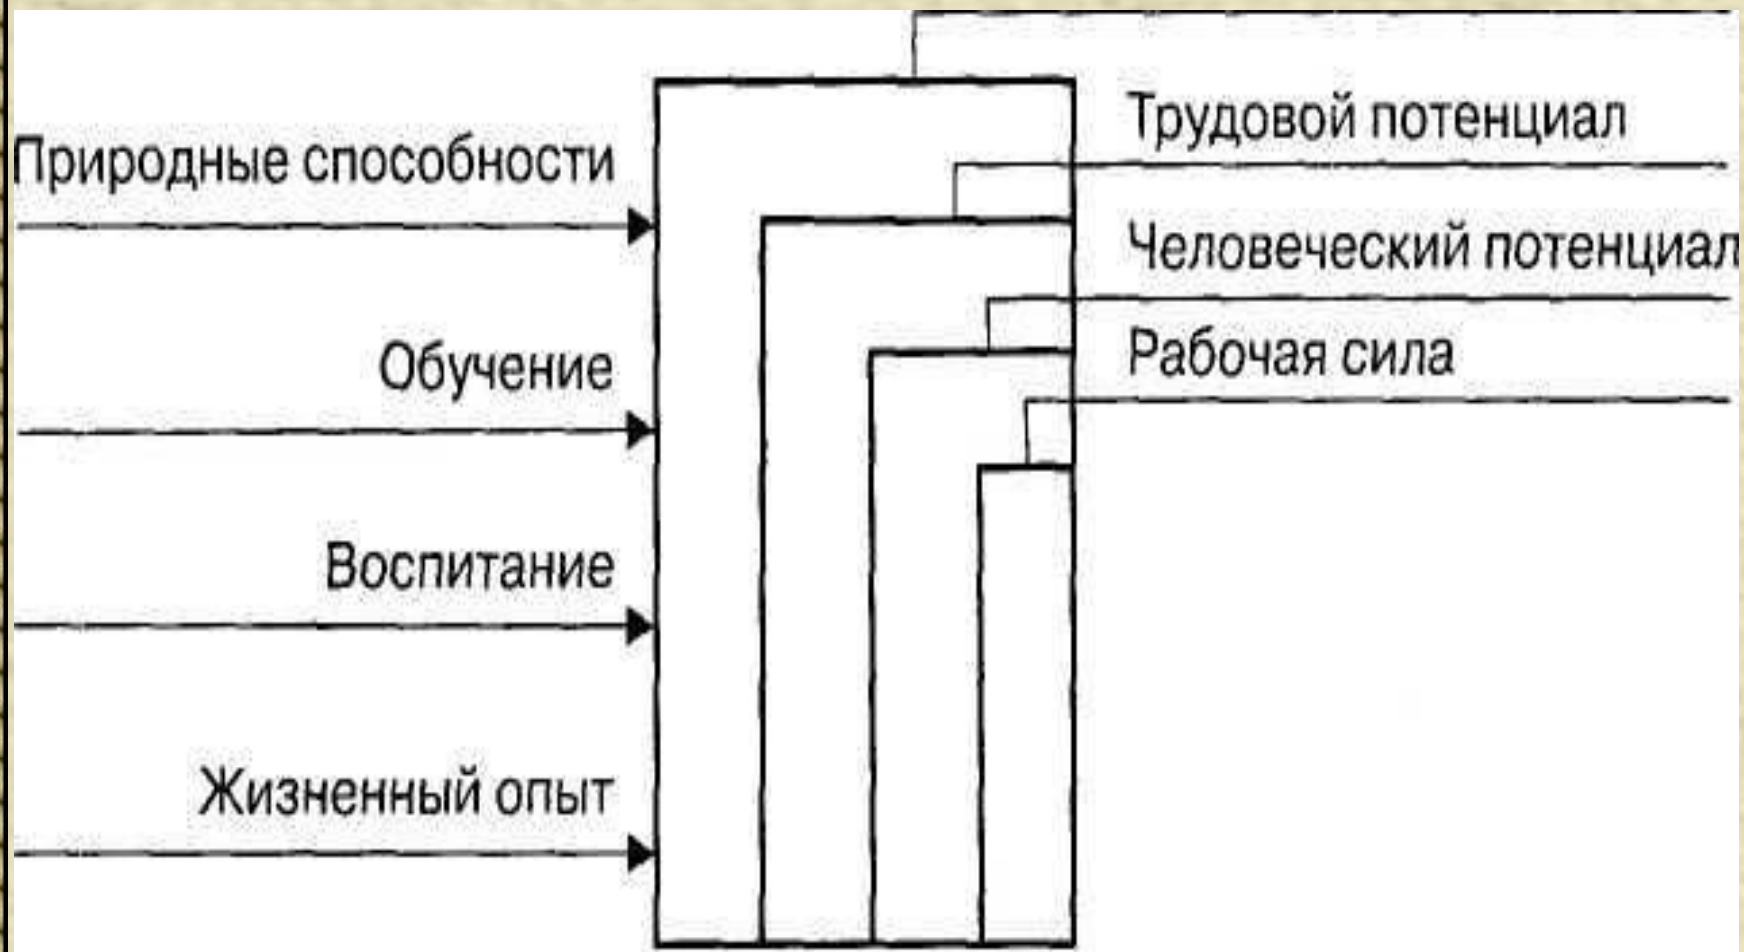 Природные способности
Обучение
Воспитание
Жизненный опыт
Трудовой потенциал
Человеческий потенциал
Рабочая сила